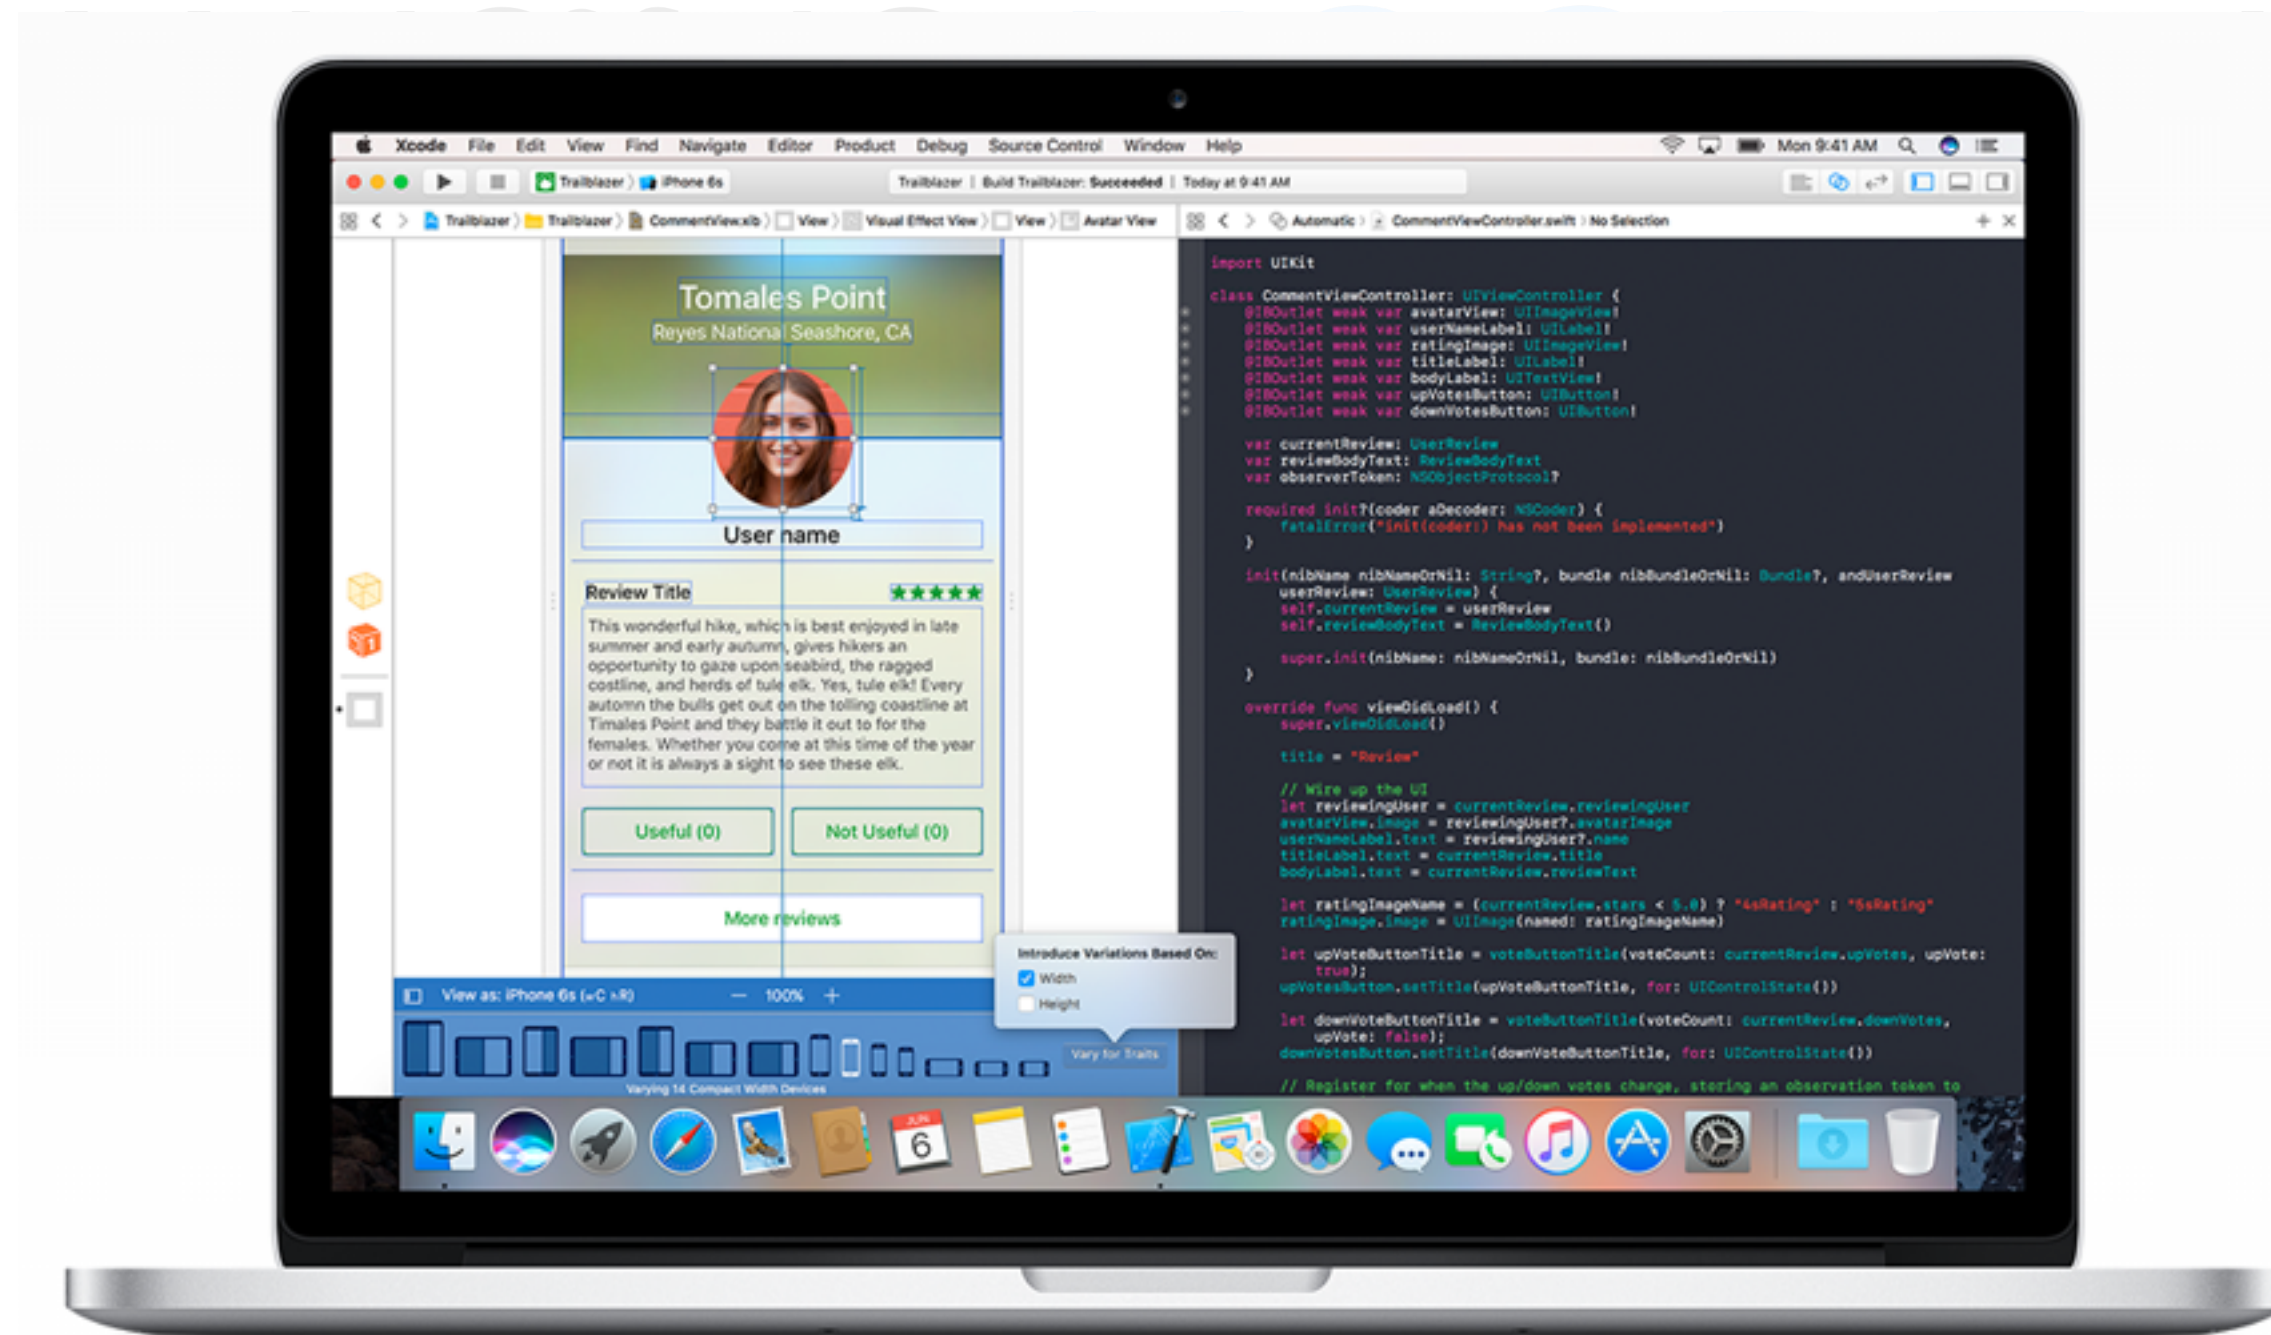 Xcode File Edit View Find Navigate Editor Product Debug Source Control Window Help Mon 9:41 AM
Trailblazer iPhone 6s Trailblazer | Build Trailblazer: Succeeded | Today at 9:41 AM
Trailblazer Trailblazer CommentView.xib View Visual Effect View View Avatar View
Automatic CommentViewController.swift No Selection
Tomales Point
Reyes National Seashore, CA
User name
Review Title
This wonderful hike, which is best enjoyed in late
summer and early autumn, gives hikers an
opportunity to gaze upon seabird, the ragged
costline, and herds of tule elk. Yes, tule elk! Every
automn the bulls get out on the tolling coastline at
Timales Point and they battle it out to for the
females. Whether you come at this time of the year
or not it is always a sight to see these elk.
Useful (0) Not Useful (0)
More reviews
Introduce Variations Based On:
Width
Height
View as: iPhone 6s (wC hR) — 100% +
Vary for Traits
Varying 14 Compact Width Devices
import UIKit
class CommentViewController: UIViewController {
@IBOutlet weak var avatarView: UIImageView!
@IBOutlet weak var userNameLabel: UILabel!
@IBOutlet weak var ratingImage: UIImageView!
@IBOutlet weak var titleLabel: UILabel!
@IBOutlet weak var bodyLabel: UITextView!
@IBOutlet weak var upVotesButton: UIButton!
@IBOutlet weak var downVotesButton: UIButton!
var currentReview: UserReview
var reviewBodyText: ReviewBodyText
var observerToken: NSObjectProtocol?
required init?(coder aDecoder: NSCoder) {
fatalError("init(coder:) has not been implemented")
}
init(nibName nibNameOrNil: String?, bundle nibBundleOrNil: Bundle?, andUserReview
userReview: UserReview) {
self.currentReview = userReview
self.reviewBodyText = ReviewBodyText()
super.init(nibName: nibNameOrNil, bundle: nibBundleOrNil)
}
override func viewDidLoad() {
super.viewDidLoad()
title = "Review"
// Wire up the UI
let reviewingUser = currentReview.reviewingUser
avatarView.image = reviewingUser?.avatarImage
userNameLabel.text = reviewingUser?.name
titleLabel.text = currentReview.title
bodyLabel.text = currentReview.reviewText
let ratingImageName = (currentReview.stars < 5.0) ? "4sRating" : "5sRating"
ratingImage.image = UIImage(named: ratingImageName)
let upVoteButtonTitle = voteButtonTitle(voteCount: currentReview.upVotes, upVote:
true);
upVotesButton.setTitle(upVoteButtonTitle, for: UIControlState())
let downVoteButtonTitle = voteButtonTitle(voteCount: currentReview.downVotes,
upVote: false);
downVotesButton.setTitle(downVoteButtonTitle, for: UIControlState())
// Register for when the up/down votes change, storing an observation token to
JUN
6